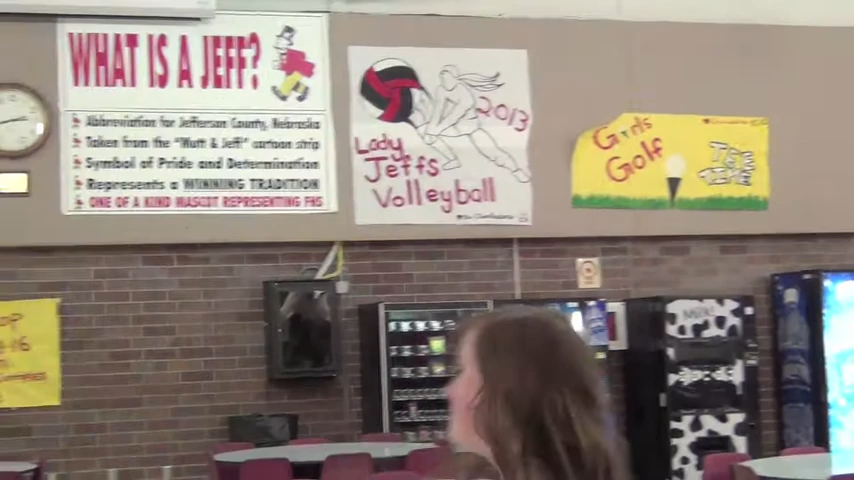 WHAT IS A JEFF?
Abbreviation for Jefferson County, Nebraska
Taken from the "Mutt & Jeff" cartoon strip
Symbol of Pride and Determination
Represents a WINNING TRADITION
ONE OF A KIND MASCOT REPRESENTING FHS
2013
Lady
Jeffs
Volleyball
Girls
Golf
TEE
TIME
Milk!